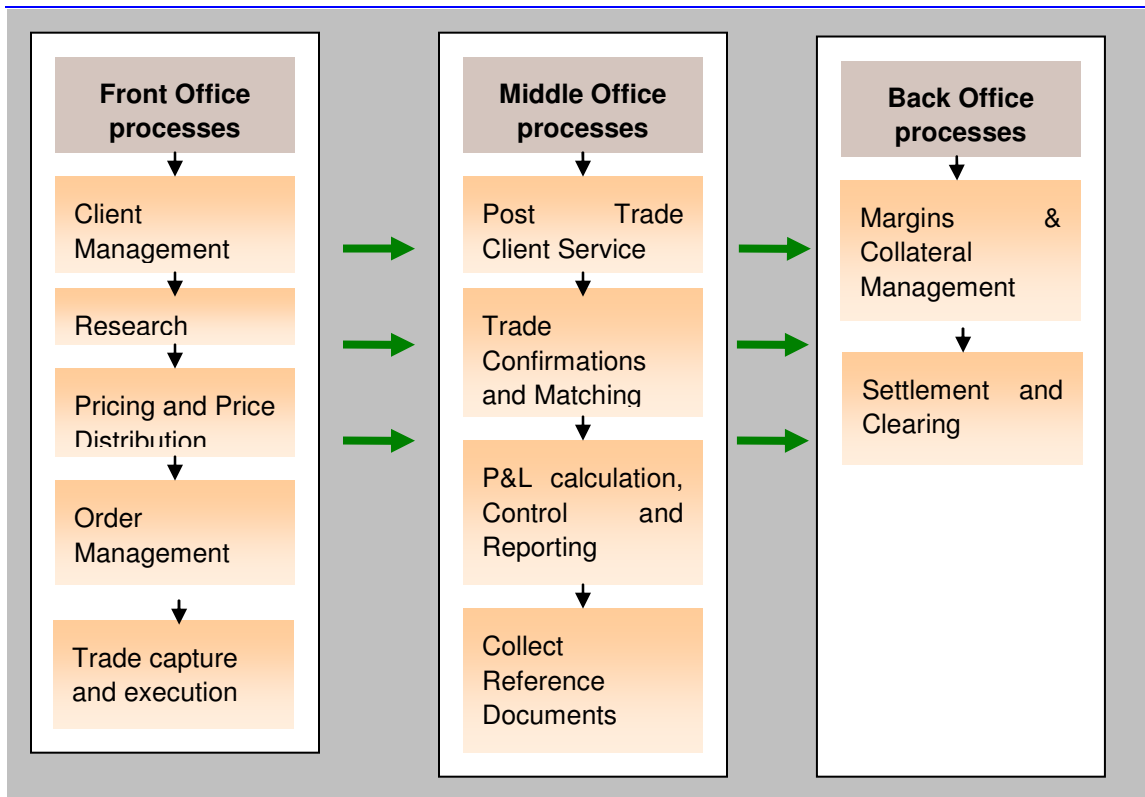 Front Office
processes
Client
Management
Research
Pricing and Price
Distribution
Order
Management
Trade capture
and execution
Middle Office
processes
Post Trade
Client Service
Trade
Confirmations
and Matching
P&L calculation,
Control and
Reporting
Collect
Reference
Documents
Back Office
processes
Margins &
Collateral
Management
Settlement and
Clearing